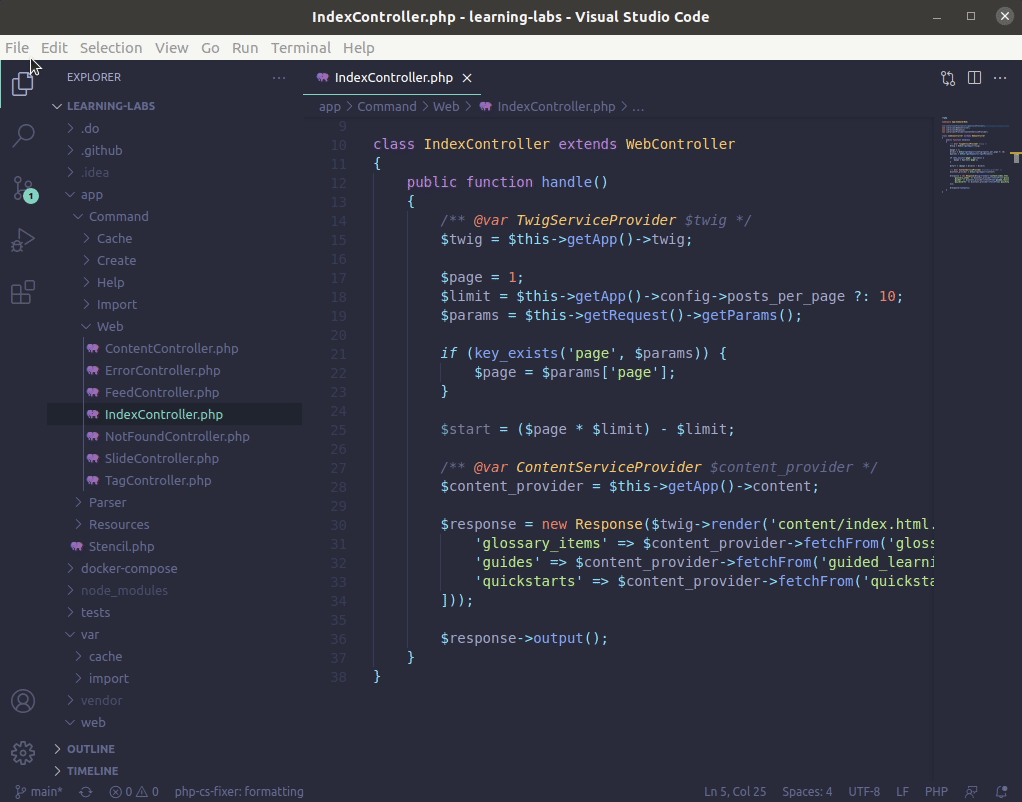 IndexController.php - learning-labs - Visual Studio Code
File Edit Selection View Go Run Terminal Help
EXPLORER
LEARNING-LABS
.do
.github
.idea
app
Command
Cache
Create
Help
Import
Web
ContentController.php
ErrorController.php
FeedController.php
IndexController.php
NotFoundController.php
SlideController.php
TagController.php
Parser
Resources
Stencil.php
docker-compose
node_modules
tests
var
cache
import
vendor
web
OUTLINE
TIMELINE
1
IndexController.php
app > Command > Web > IndexController.php > ...
9
10 class IndexController extends WebController
11 {
12 public function handle()
13 {
14 /** @var TwigServiceProvider $twig */
15 $twig = $this->getApp()->twig;
16
17 $page = 1;
18 $limit = $this->getApp()->config->posts_per_page ?: 10;
19 $params = $this->getRequest()->getParams();
20
21 if (key_exists('page', $params)) {
22 $page = $params['page'];
23 }
24
25 $start = ($page * $limit) - $limit;
26
27 /** @var ContentServiceProvider $content_provider */
28 $content_provider = $this->getApp()->content;
29
30 $response = new Response($twig->render('content/index.html.
31 'glossary_items' => $content_provider->fetchFrom('gloss
32 'guides' => $content_provider->fetchFrom('guided_learni
33 'quickstarts' => $content_provider->fetchFrom('quicksta
34 ]));
35
36 $response->output();
37 }
38 }
main* 0 0 php-cs-fixer: formatting Ln 5, Col 25 Spaces: 4 UTF-8 LF PHP